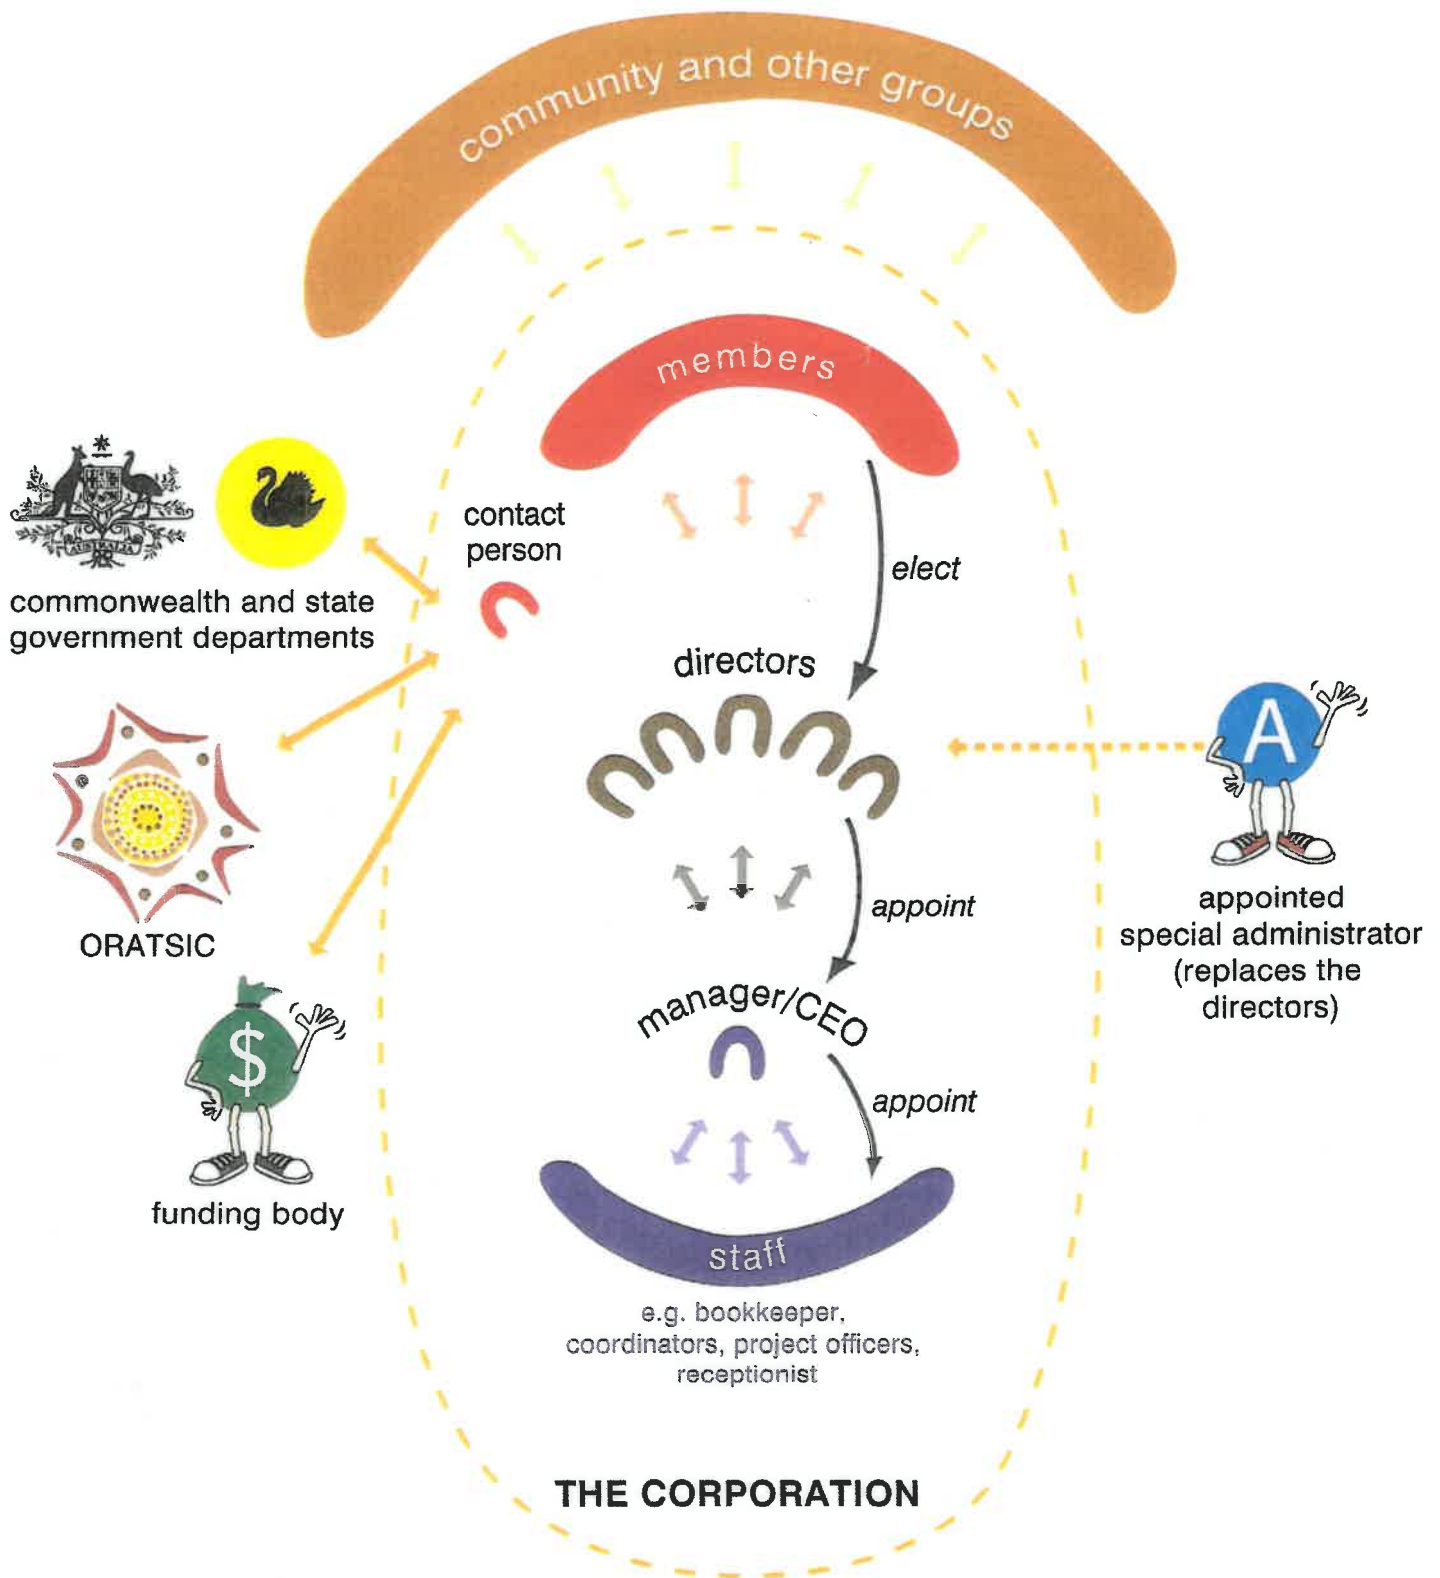 community and other groups
members
contact
person
elect
commonwealth and state
government departments
AUSTRALIA
directors
A
ORATSIC
appoint
appointed
special administrator
(replaces the
directors)
manager/CEO
$
appoint
funding body
staff
e.g. bookkeeper,
coordinators, project officers,
receptionist
THE CORPORATION